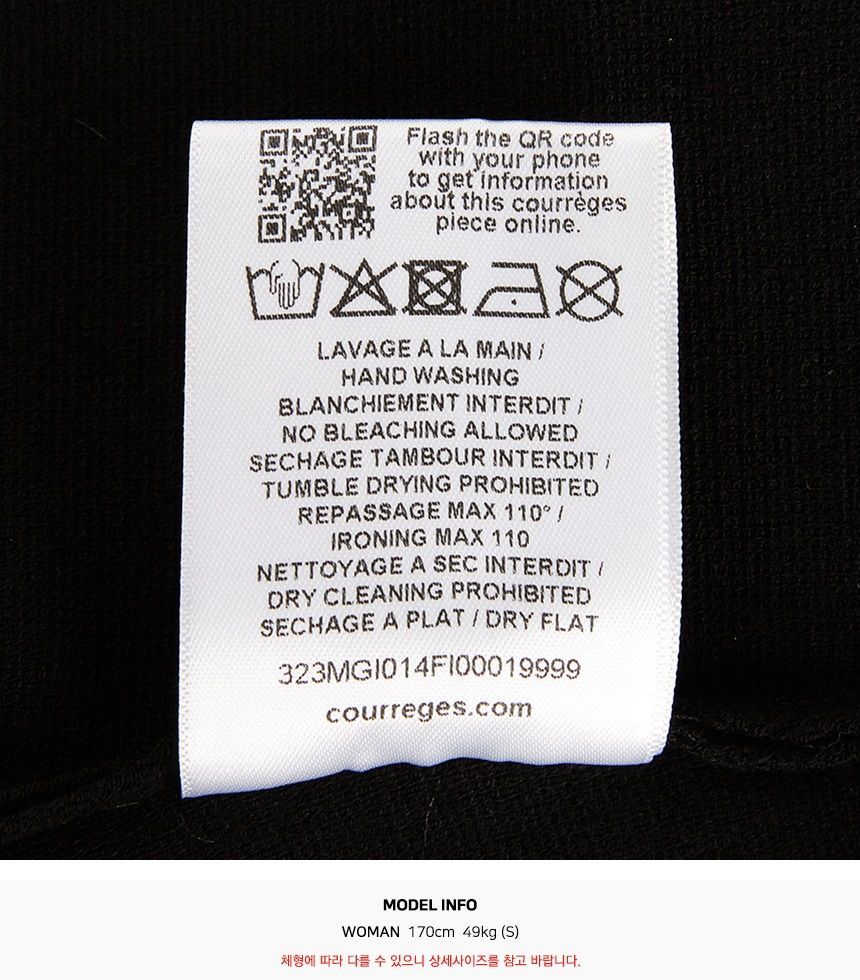 Flash the QR code
with your phone
to get information
about this courrèges
piece online.
LAVAGE A LA MAIN /
HAND WASHING
BLANCHIEMENT INTERDIT /
NO BLEACHING ALLOWED
SECHAGE TAMBOUR INTERDIT /
TUMBLE DRYING PROHIBITED
REPASSAGE MAX 110° /
IRONING MAX 110
NETTOYAGE A SEC INTERDIT /
DRY CLEANING PROHIBITED
SECHAGE A PLAT / DRY FLAT
323MGI014FI00019999
courreges.com
MODEL INFO
WOMAN 170cm 49kg (S)
체형에 따라 다를 수 있으니 상세사이즈를 참고 바랍니다.